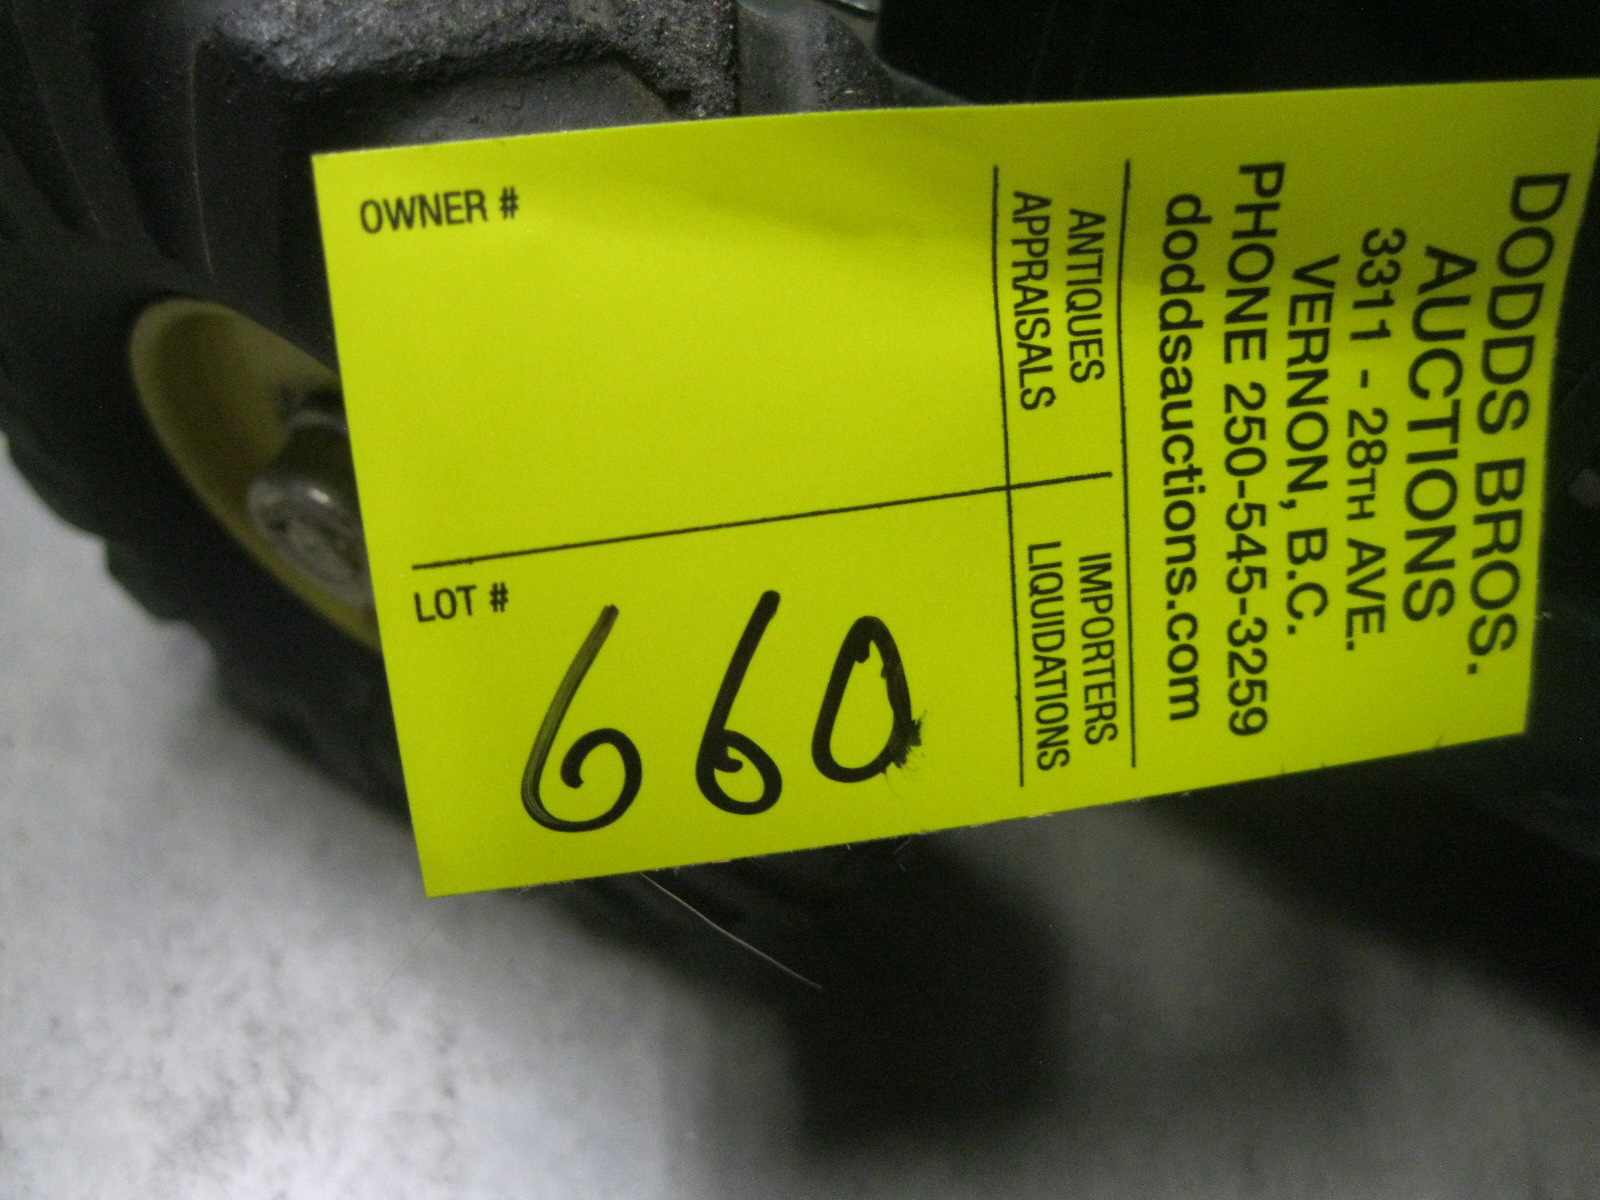 DODDS BROS.
AUCTIONS
3311 - 28TH AVE.
VERNON, B.C.
PHONE 250-545-3259
doddsauctions.com
ANTIQUES
APPRAISALS
IMPORTERS
LIQUIDATIONS
OWNER #
LOT #
660